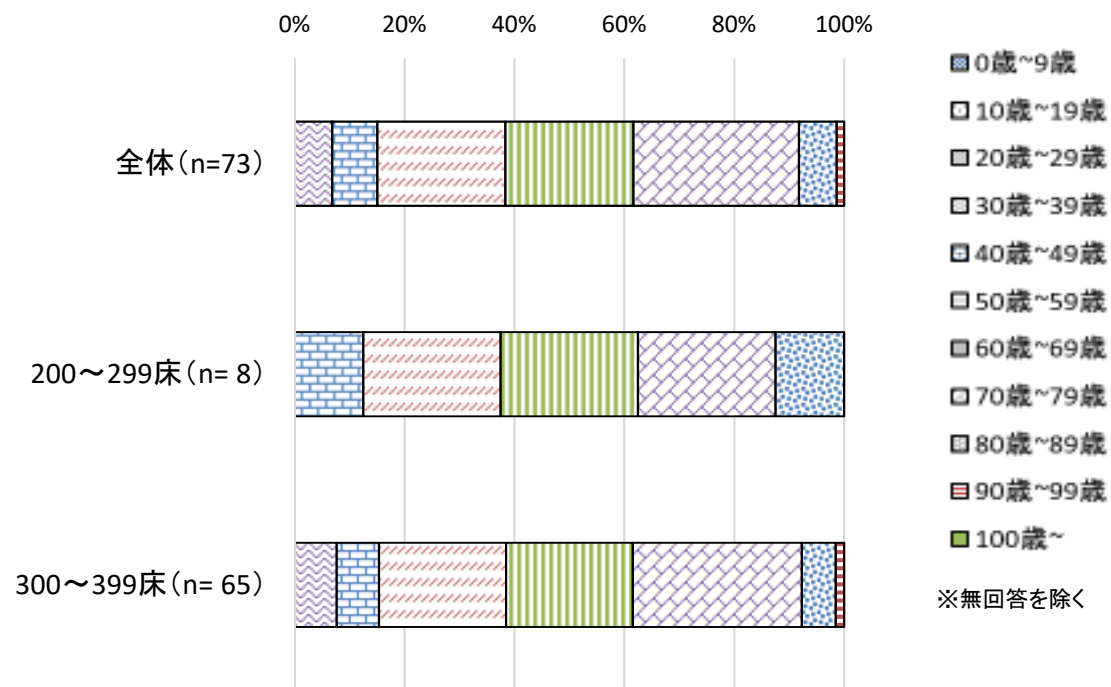 0% 20% 40% 60% 80% 100%
全体(n=73)
200～299床(n= 8)
300～399床(n= 65)
0歳~9歳
10歳~19歳
20歳~29歳
30歳~39歳
40歳~49歳
50歳~59歳
60歳~69歳
70歳~79歳
80歳~89歳
90歳~99歳
100歳~
※無回答を除く